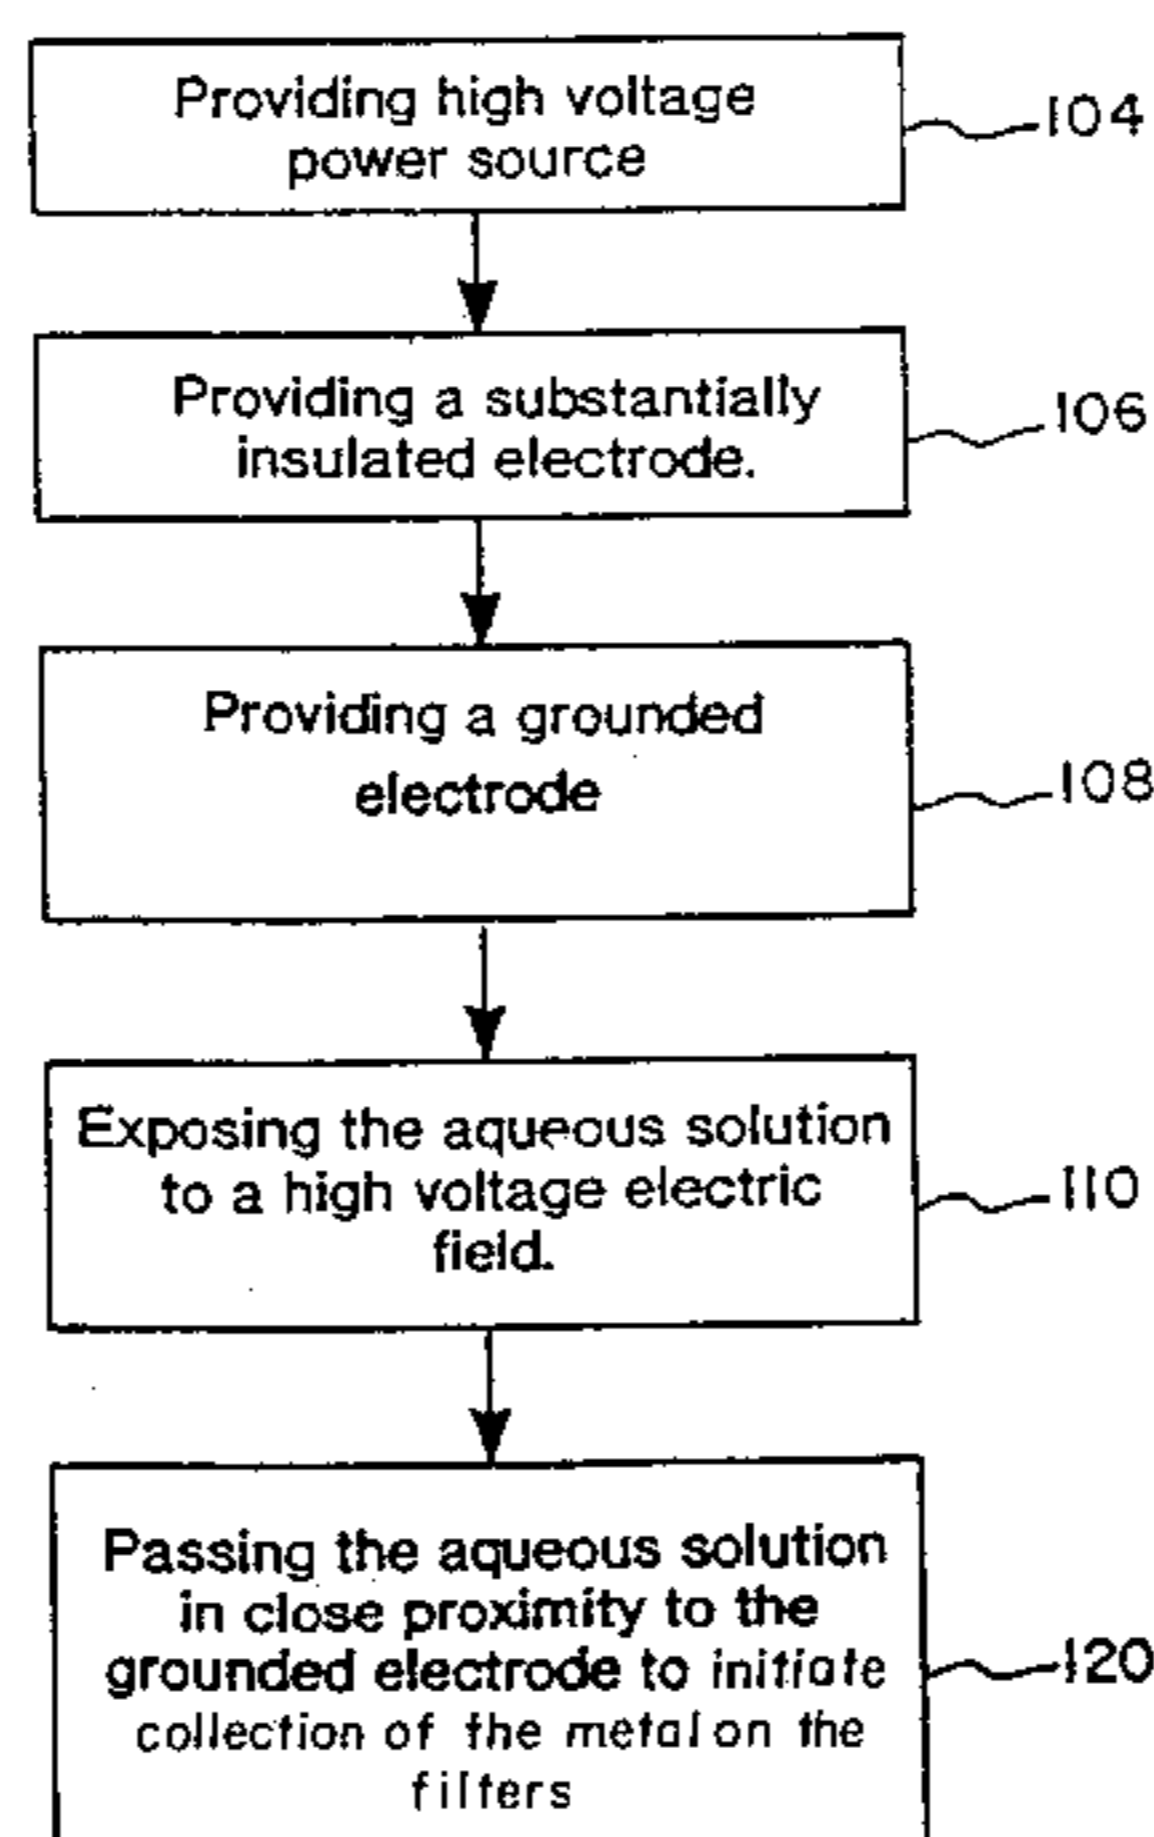 Providing high voltage
power source
104
Providing a substantially
insulated electrode.
106
Providing a grounded
electrode
108
Exposing the aqueous solution
to a high voltage electric
field.
110
Passing the aqueous solution
in close proximity to the
grounded electrode to initiate
collection of the metal on the
filters
120